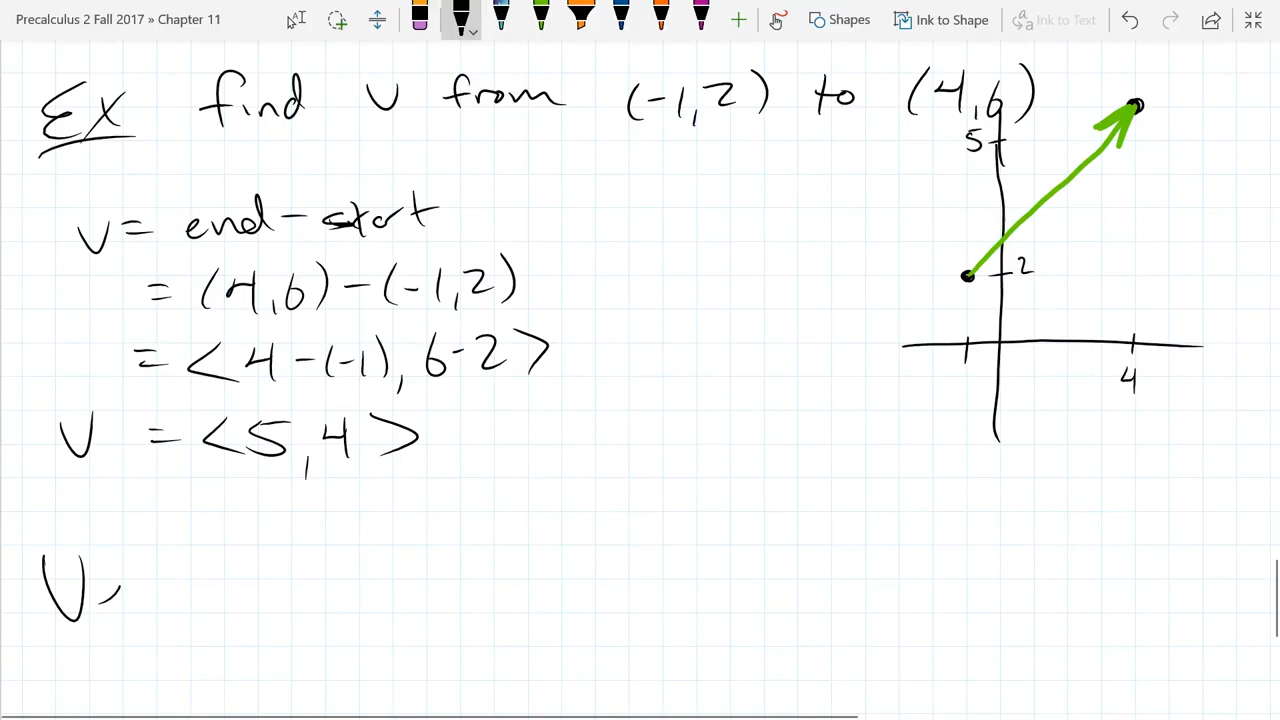 Precalculus 2 Fall 2017 » Chapter 11
Shapes
Ink to Shape
Ink to Text
Ex find v from (-1,2) to (4,6)
v = end - start
= (4,6) - (-1,2)
= <4-(-1), 6-2>
v = <5,4>
5
2
4